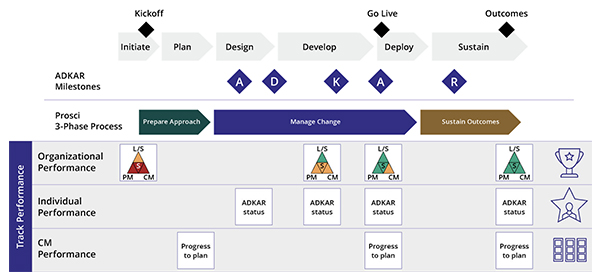 Kickoff
Go Live
Outcomes
Initiate
Plan
Design
Develop
Deploy
Sustain
ADKAR
Milestones
A
D
K
A
R
Prosci
3-Phase Process
Prepare Approach
Manage Change
Sustain Outcomes
Track Performance
Organizational
Performance
L/S
S
PM CM
L/S
S
PM CM
L/S
S
PM CM
L/S
S
PM CM
Individual
Performance
ADKAR
status
ADKAR
status
ADKAR
status
ADKAR
status
CM
Performance
Progress
to plan
Progress
to plan
Progress
to plan